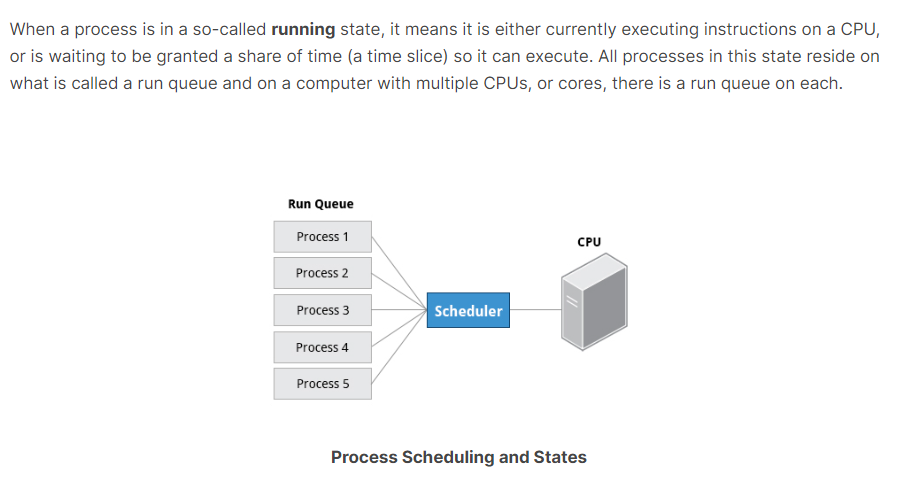 When a process is in a so-called running state, it means it is either currently executing instructions on a CPU,
or is waiting to be granted a share of time (a time slice) so it can execute. All processes in this state reside on
what is called a run queue and on a computer with multiple CPUs, or cores, there is a run queue on each.
Run Queue
Process 1
Process 2
Process 3
Process 4
Process 5
Scheduler
CPU
Process Scheduling and States